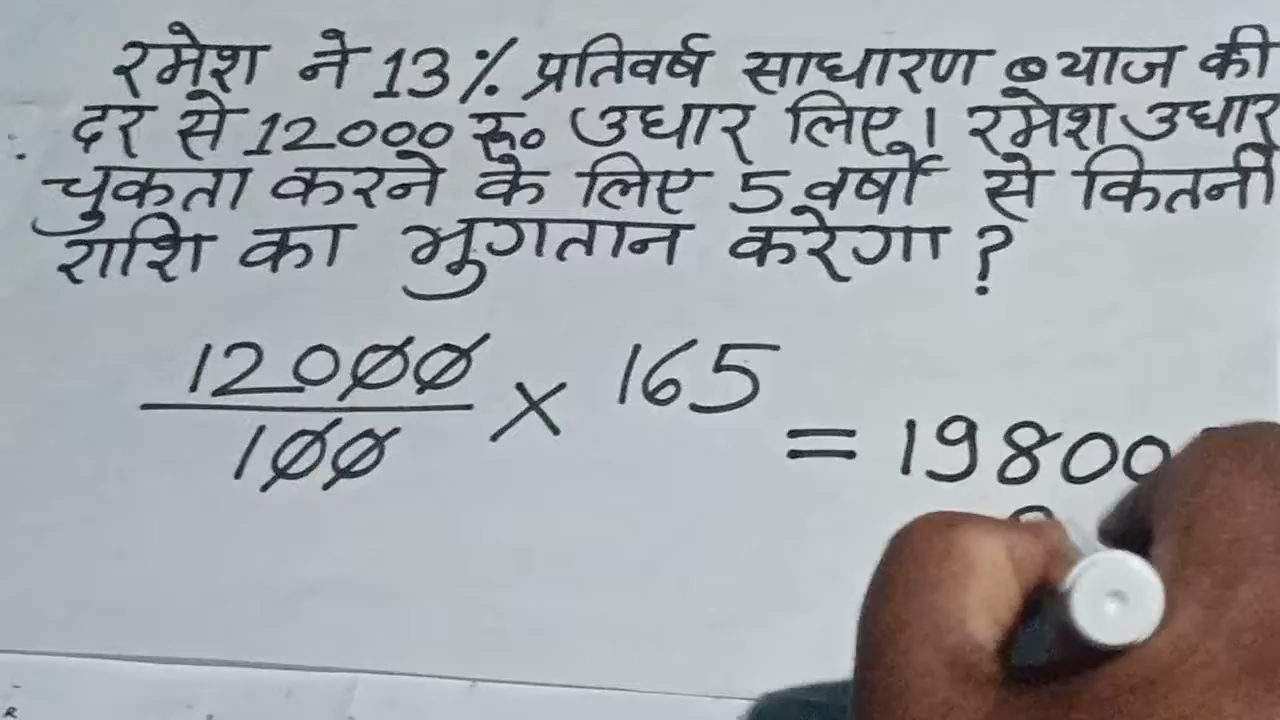 रमेश ने 13% प्रतिवर्ष साधारण ब्याज की
दर से 12000 रू० उधार लिए। रमेश उधार
चुकता करने के लिए 5 वर्षो से कितनी
राशि का भुगतान करेगा ?
12000
100
× 165
= 19800